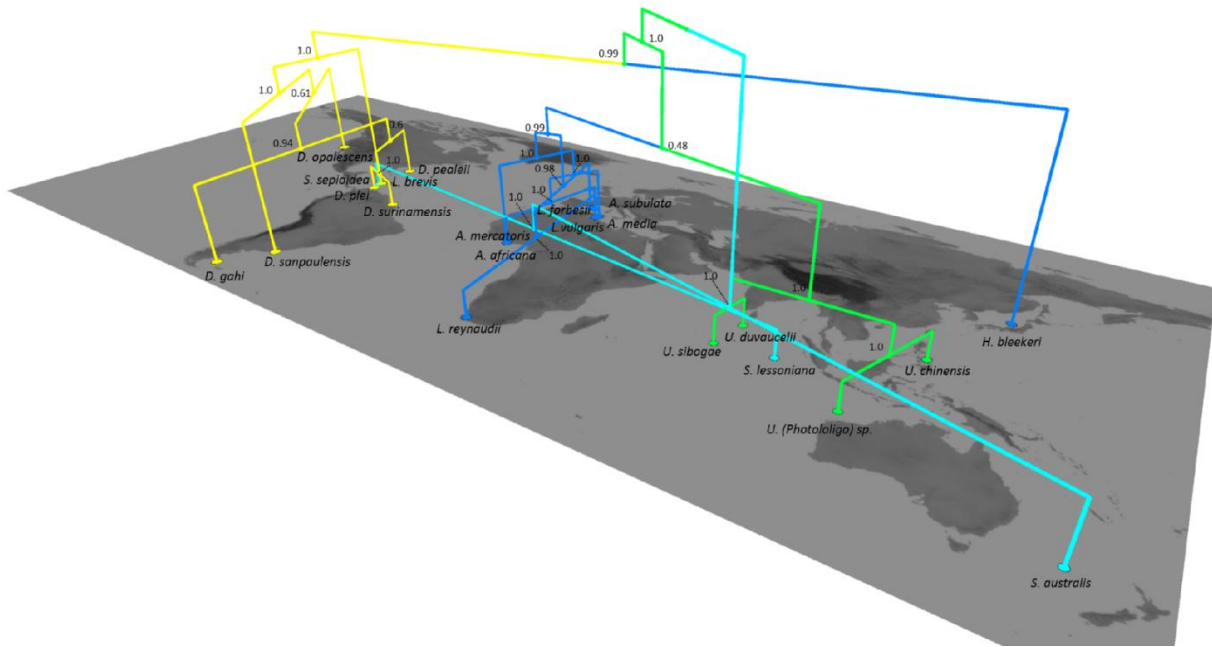 1.0
0.99
1.0
1.0
0.61
0.6
0.94
D. opalescens
D. pealeii
1.0
S. sepioidea
L. brevis
D. plei
D. surinamensis
D. gahi
D. sanpaulensis
0.99
0.48
1.0
1.0
0.98
1.0
1.0
L. forbesii
A. subulata
L.vulgaris
A. media
A. mercatoris
A. africana
1.0
L. reynaudii
1.0
1.0
U. duvaucelii
U. sibogae
S. lessoniana
1.0
U. chinensis
H. bleekeri
U. (Photololigo) sp.
S. australis